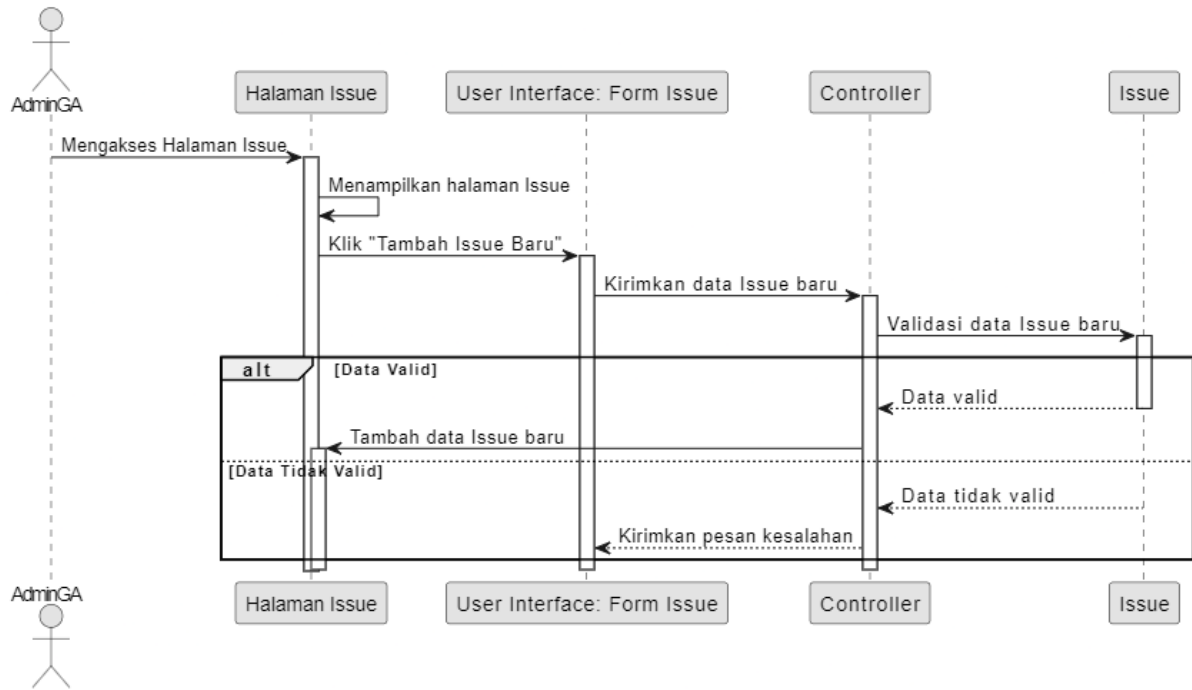 AdminGA
Halaman Issue
User Interface: Form Issue
Controller
Issue
Mengakses Halaman Issue
Menampilkan halaman Issue
Klik "Tambah Issue Baru"
Kirimkan data Issue baru
Validasi data Issue baru
alt
[Data Valid]
Data valid
Tambah data Issue baru
[Data Tidak Valid]
Data tidak valid
Kirimkan pesan kesalahan
AdminGA
Halaman Issue
User Interface: Form Issue
Controller
Issue